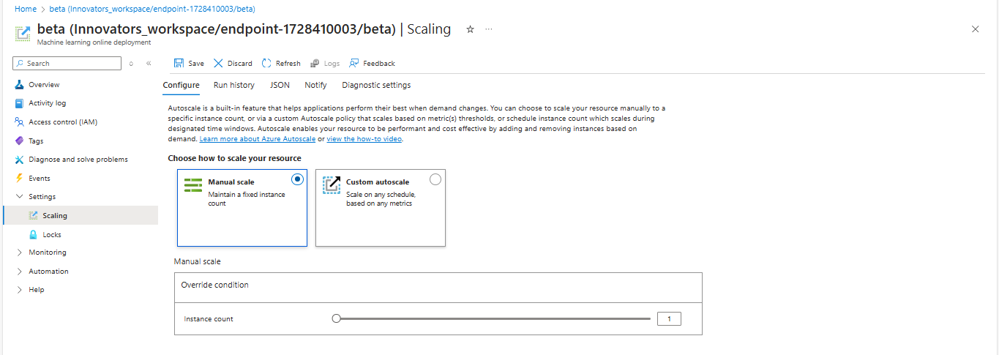 Home > beta (Innovators_workspace/endpoint-1728410003/beta)
beta (Innovators_workspace/endpoint-1728410003/beta) | Scaling
Machine learning online deployment
Search
Save Discard Refresh Logs Feedback
Overview
Activity log
Access control (IAM)
Tags
Diagnose and solve problems
Events
Settings
Scaling
Locks
Monitoring
Automation
Help
Configure Run history JSON Notify Diagnostic settings
Autoscale is a built-in feature that helps applications perform their best when demand changes. You can choose to scale your resource manually to a
specific instance count, or via a custom Autoscale policy that scales based on metric(s) thresholds, or schedule instance count which scales during
designated time windows. Autoscale enables your resource to be performant and cost effective by adding and removing instances based on
demand. Learn more about Azure Autoscale or view the how-to video.
Choose how to scale your resource
Manual scale
Maintain a fixed instance
count
Custom autoscale
Scale on any schedule,
based on any metrics
Manual scale
Override condition
Instance count 1